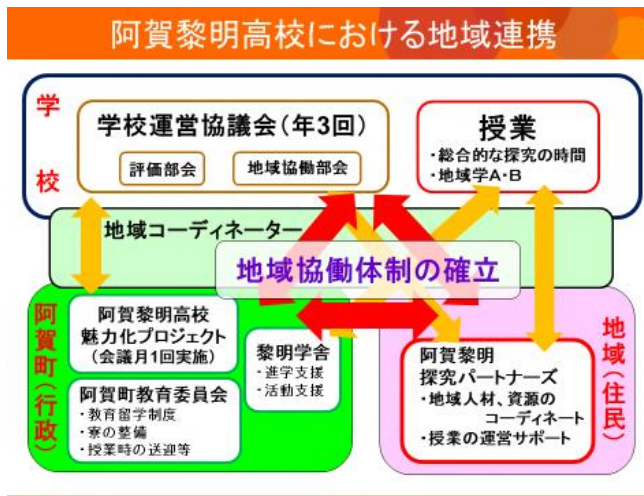 阿賀黎明高校における地域連携
学校
学校運営協議会(年3回)
評価部会
地域協働部会
授業
・総合的な探究の時間
・地域学A・B
地域コーディネーター
地域協働体制の確立
阿賀町(行政)
阿賀黎明高校
魅力化プロジェクト
(会議月1回実施)
阿賀町教育委員会
・教育留学制度
・寮の整備
・授業時の送迎等
黎明学舎
・進学支援
・活動支援
地域(住民)
阿賀黎明
探究パートナーズ
・地域人材、資源の
コーディネート
・授業の運営サポート